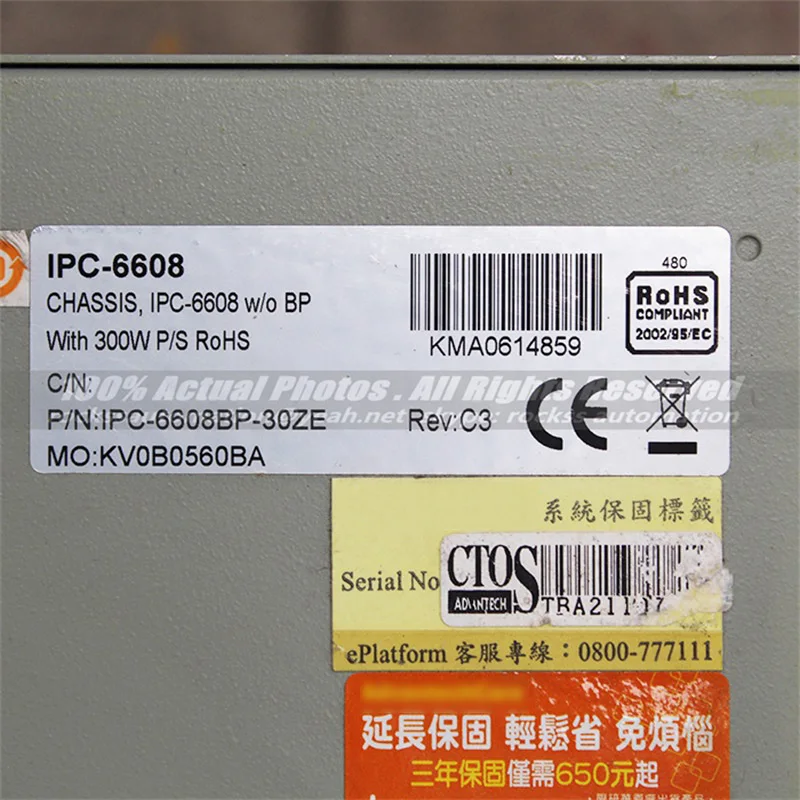 IPC-6608
CHASSIS, IPC-6608 w/o BP
With 300W P/S RoHS
C/N:
P/N:IPC-6608BP-30ZE
Rev:C3
MO:KV0B0560BA
KMA0614859
480
RoHS
COMPLIANT
2002/95/EC
CE
100% Actual Photos . All Rights Reserved
rockss automation
系統保固標籤
Serial No
CTOS
ADVANTECH
ePlatform 客服專線：0800-777111
延長保固 輕鬆省 免煩惱
三年保固僅需650元起